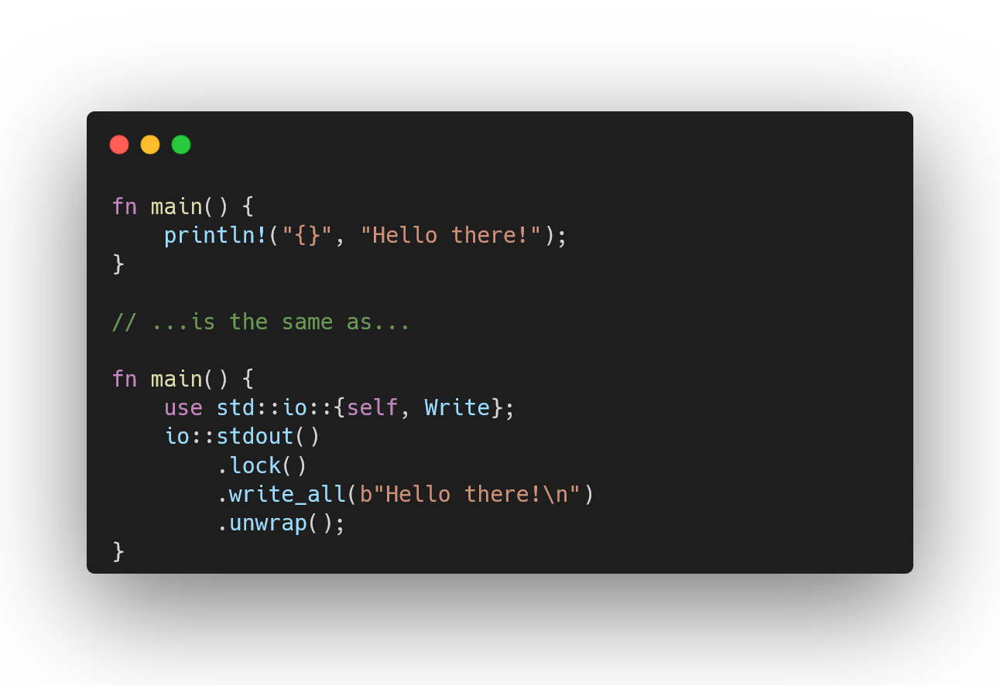 fn main() {
    println!("{}", "Hello there!");
}
// ...is the same as...
fn main() {
    use std::io::{self, Write};
    io::stdout()
        .lock()
        .write_all(b"Hello there!\n")
        .unwrap();
}